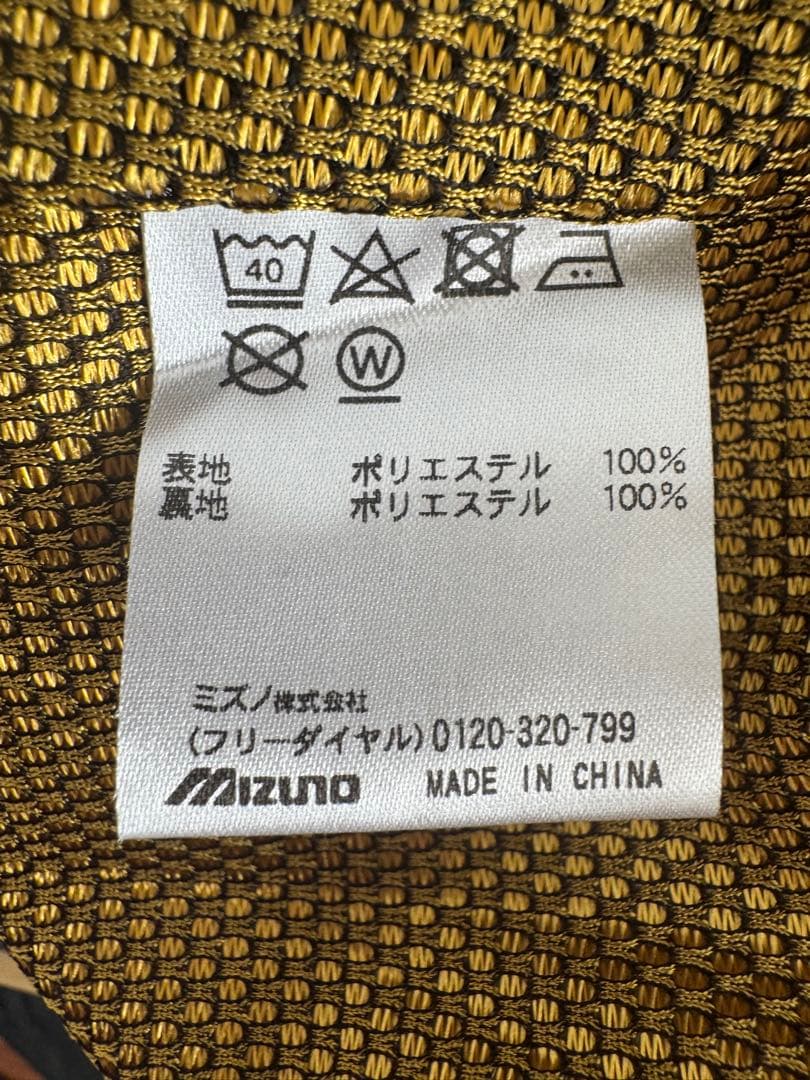 40
W
表地 ポリエステル 100%
裏地 ポリエステル 100%
ミズノ株式会社
(フリーダイヤル)0120-320-799
MIZUNO MADE IN CHINA